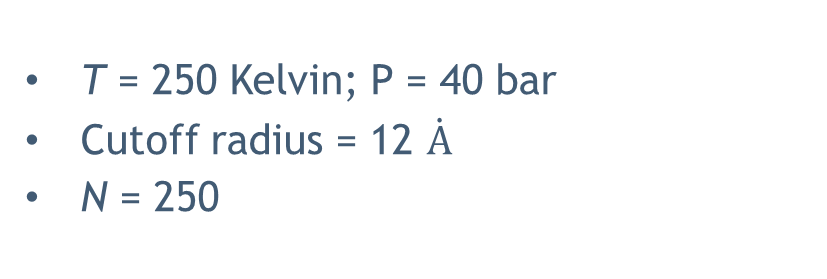 • T = 250 Kelvin; P = 40 bar
• Cutoff radius = 12 Ȧ
• N = 250